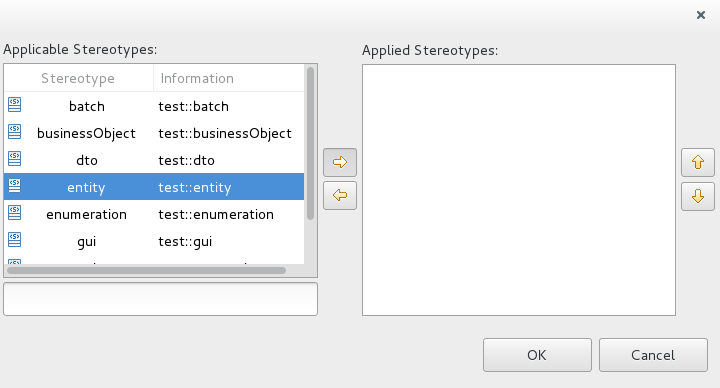 Applicable Stereotypes:
Applied Stereotypes:
Stereotype Information
batch test::batch
businessObject test::businessObject
dto test::dto
entity test::entity
enumeration test::enumeration
gui test::gui
OK Cancel